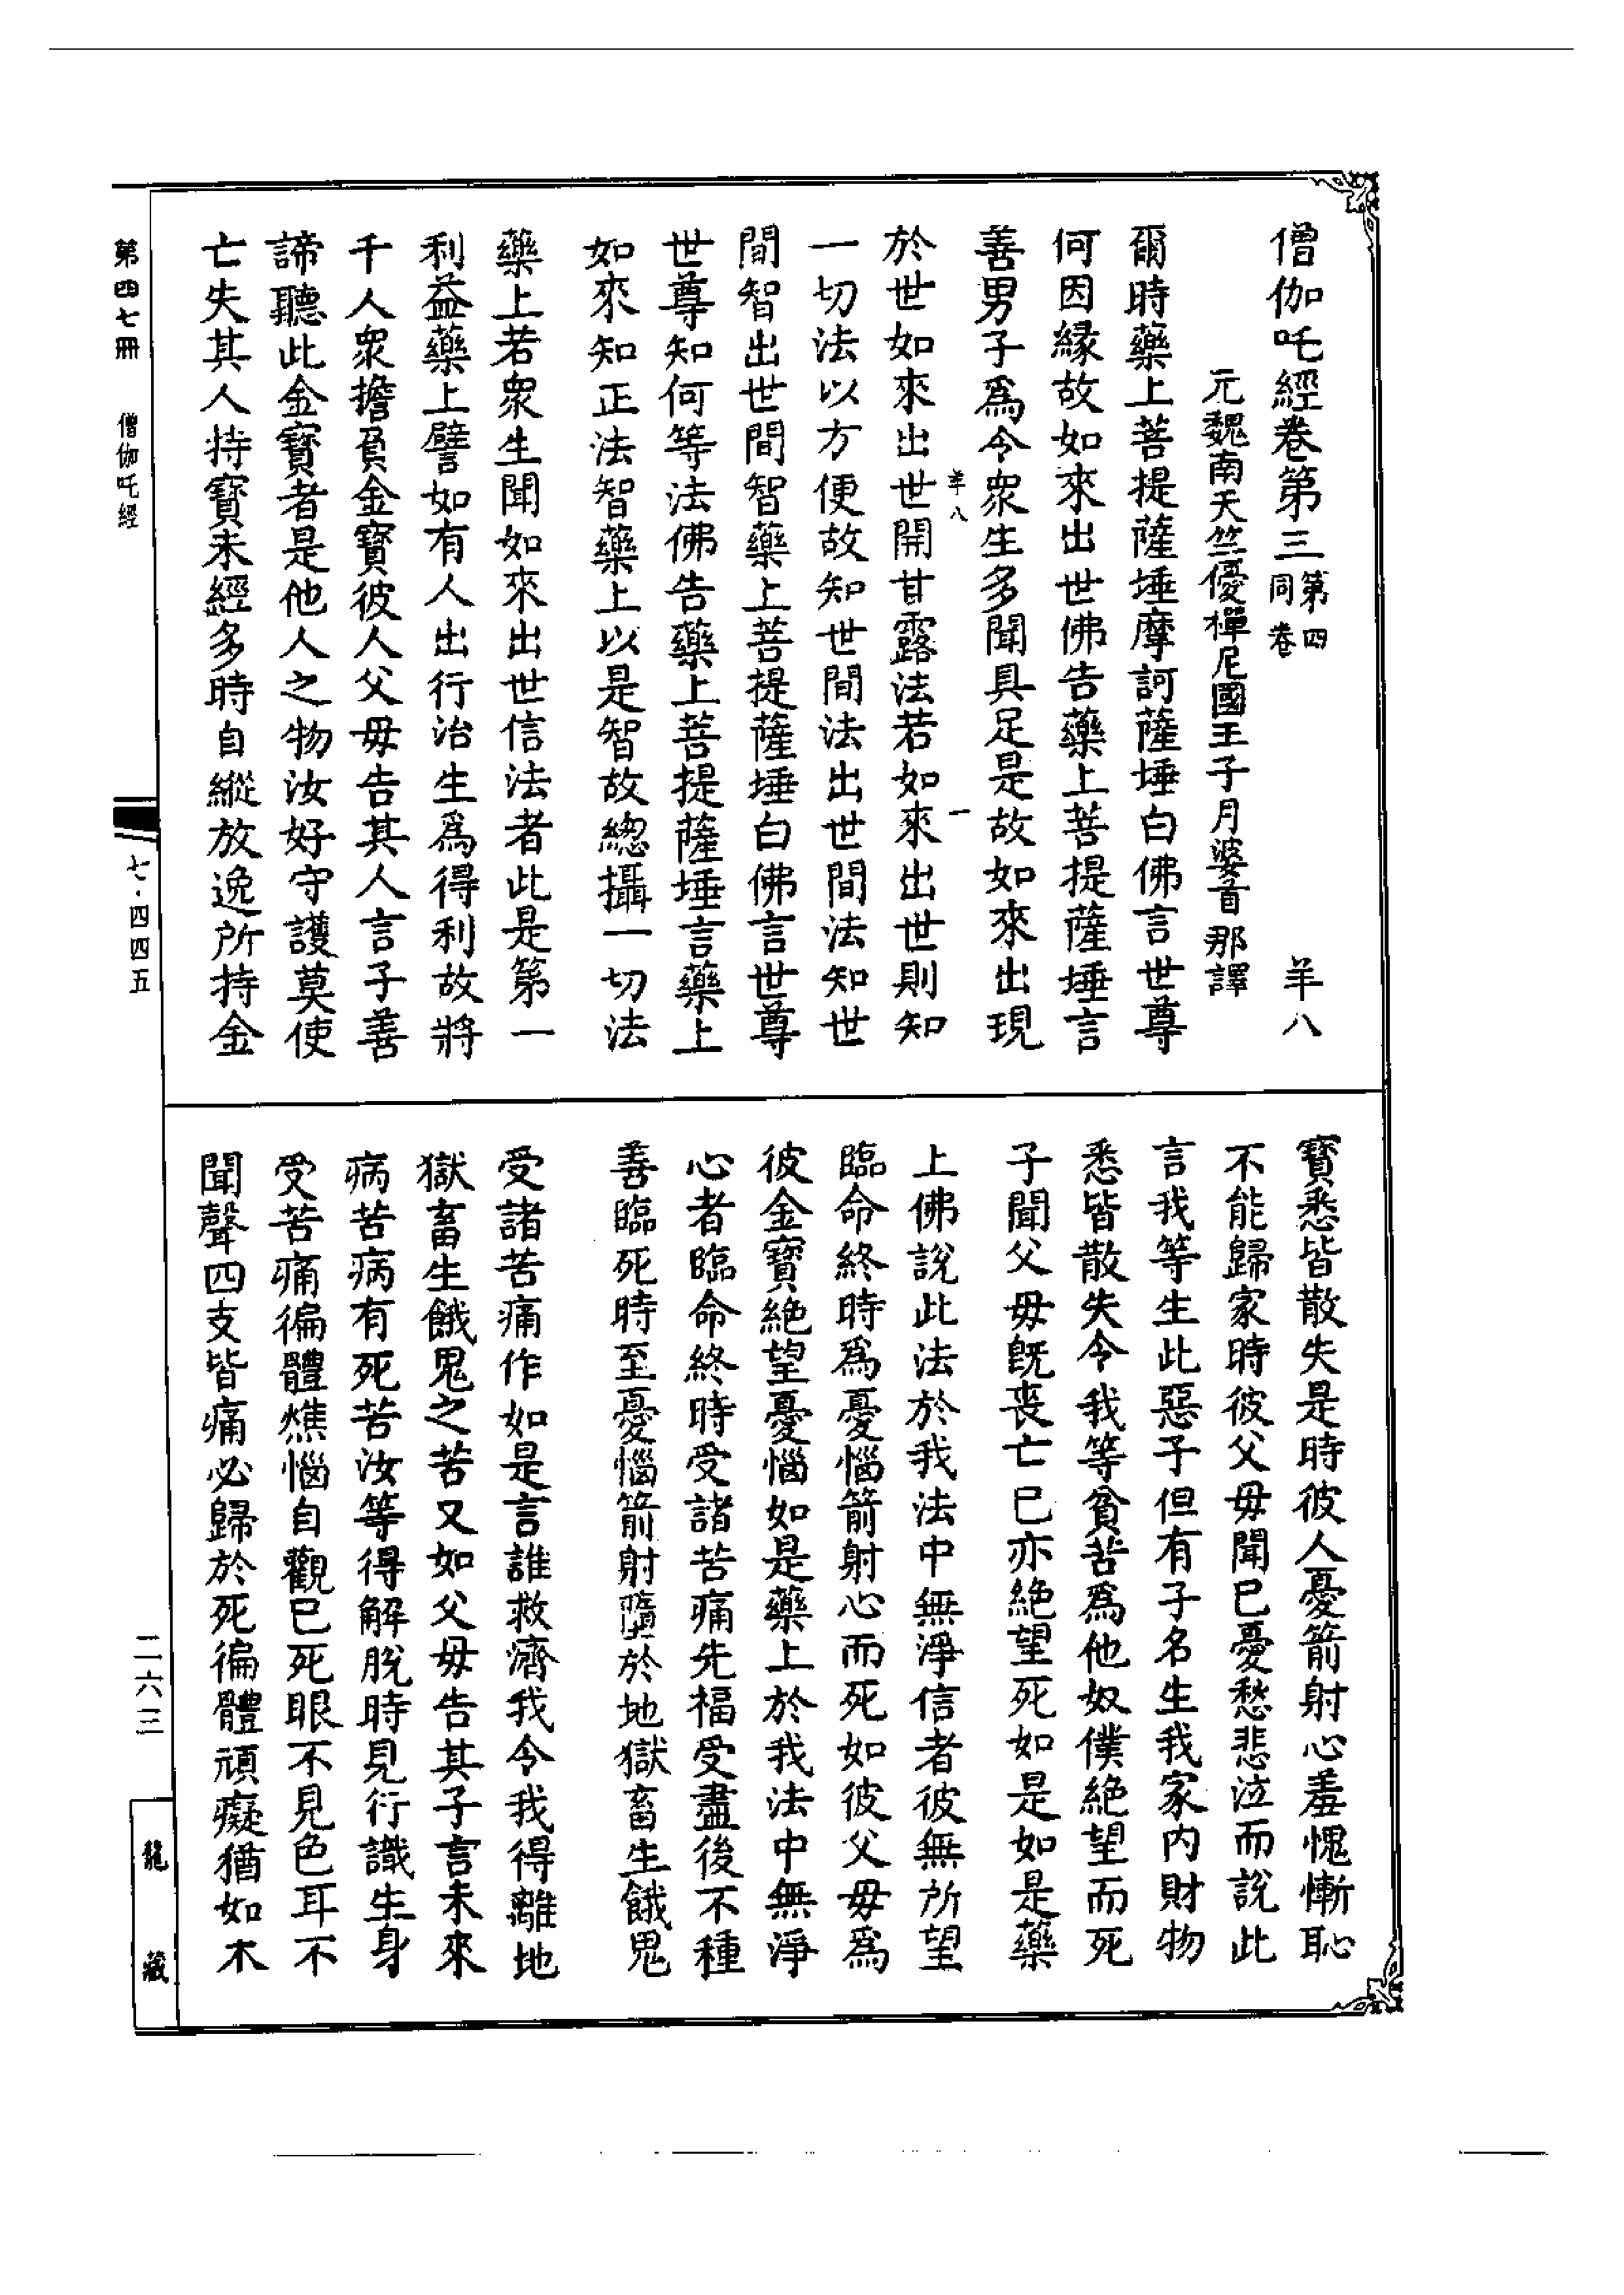 僧伽吒經卷第三 第四同卷 羊八
元魏南天竺優禪尼國王子月婆首那譯
爾時藥上菩提薩埵摩訶薩埵白佛言世尊
何因緣故如來出世佛告藥上菩提薩埵言
善男子爲令衆生多聞具足是故如來出現
羊八 一
於世如來出世開甘露法若如來出世則知
一切法以方便故知世間法出世間法知世
間智出世間智藥上菩提薩埵白佛言世尊
世尊知何等法佛告藥上菩提薩埵言藥上
如來知正法智藥上以是智故緫攝一切法
藥上若衆生聞如來出世信法者此是第一
利益藥上譬如有人出行治生爲得利故將
千人衆擔負金寶彼人父毋告其人言子善
諦聽此金寶者是他人之物汝好守護莫使
亡失其人持寶未經多時自縱放逸所持金
寶悉皆散失是時彼人憂箭射心羞愧慚恥
不能歸家時彼父毋聞已憂愁悲泣而說此
言我等生此惡子但有子名生我家内財物
悉皆散失令我等貧苦爲他奴僕絶望而死
子聞父毋旣丧亡已亦絶望死如是如是藥
上佛說此法於我法中無淨信者彼無所望
臨命終時爲憂惱箭射心而死如彼父毋爲
彼金寶絶望憂惱如是藥上於我法中無淨
心者臨命終時受諸苦痛先福受盡後不種
善臨死時至憂惱箭射墮於地獄畜生餓鬼
受諸苦痛作如是言誰救濟我令我得離地
獄畜生餓鬼之苦又如父毋告其子言未來
病苦病有死苦汝等得解脫時見行識生身
受苦痛徧體燋惱自觀已死眼不見色耳不
聞聲四支皆痛必歸於死徧體頑癡猶如木
第四七冊 僧伽吒經
七·四四五
二六三
龍藏